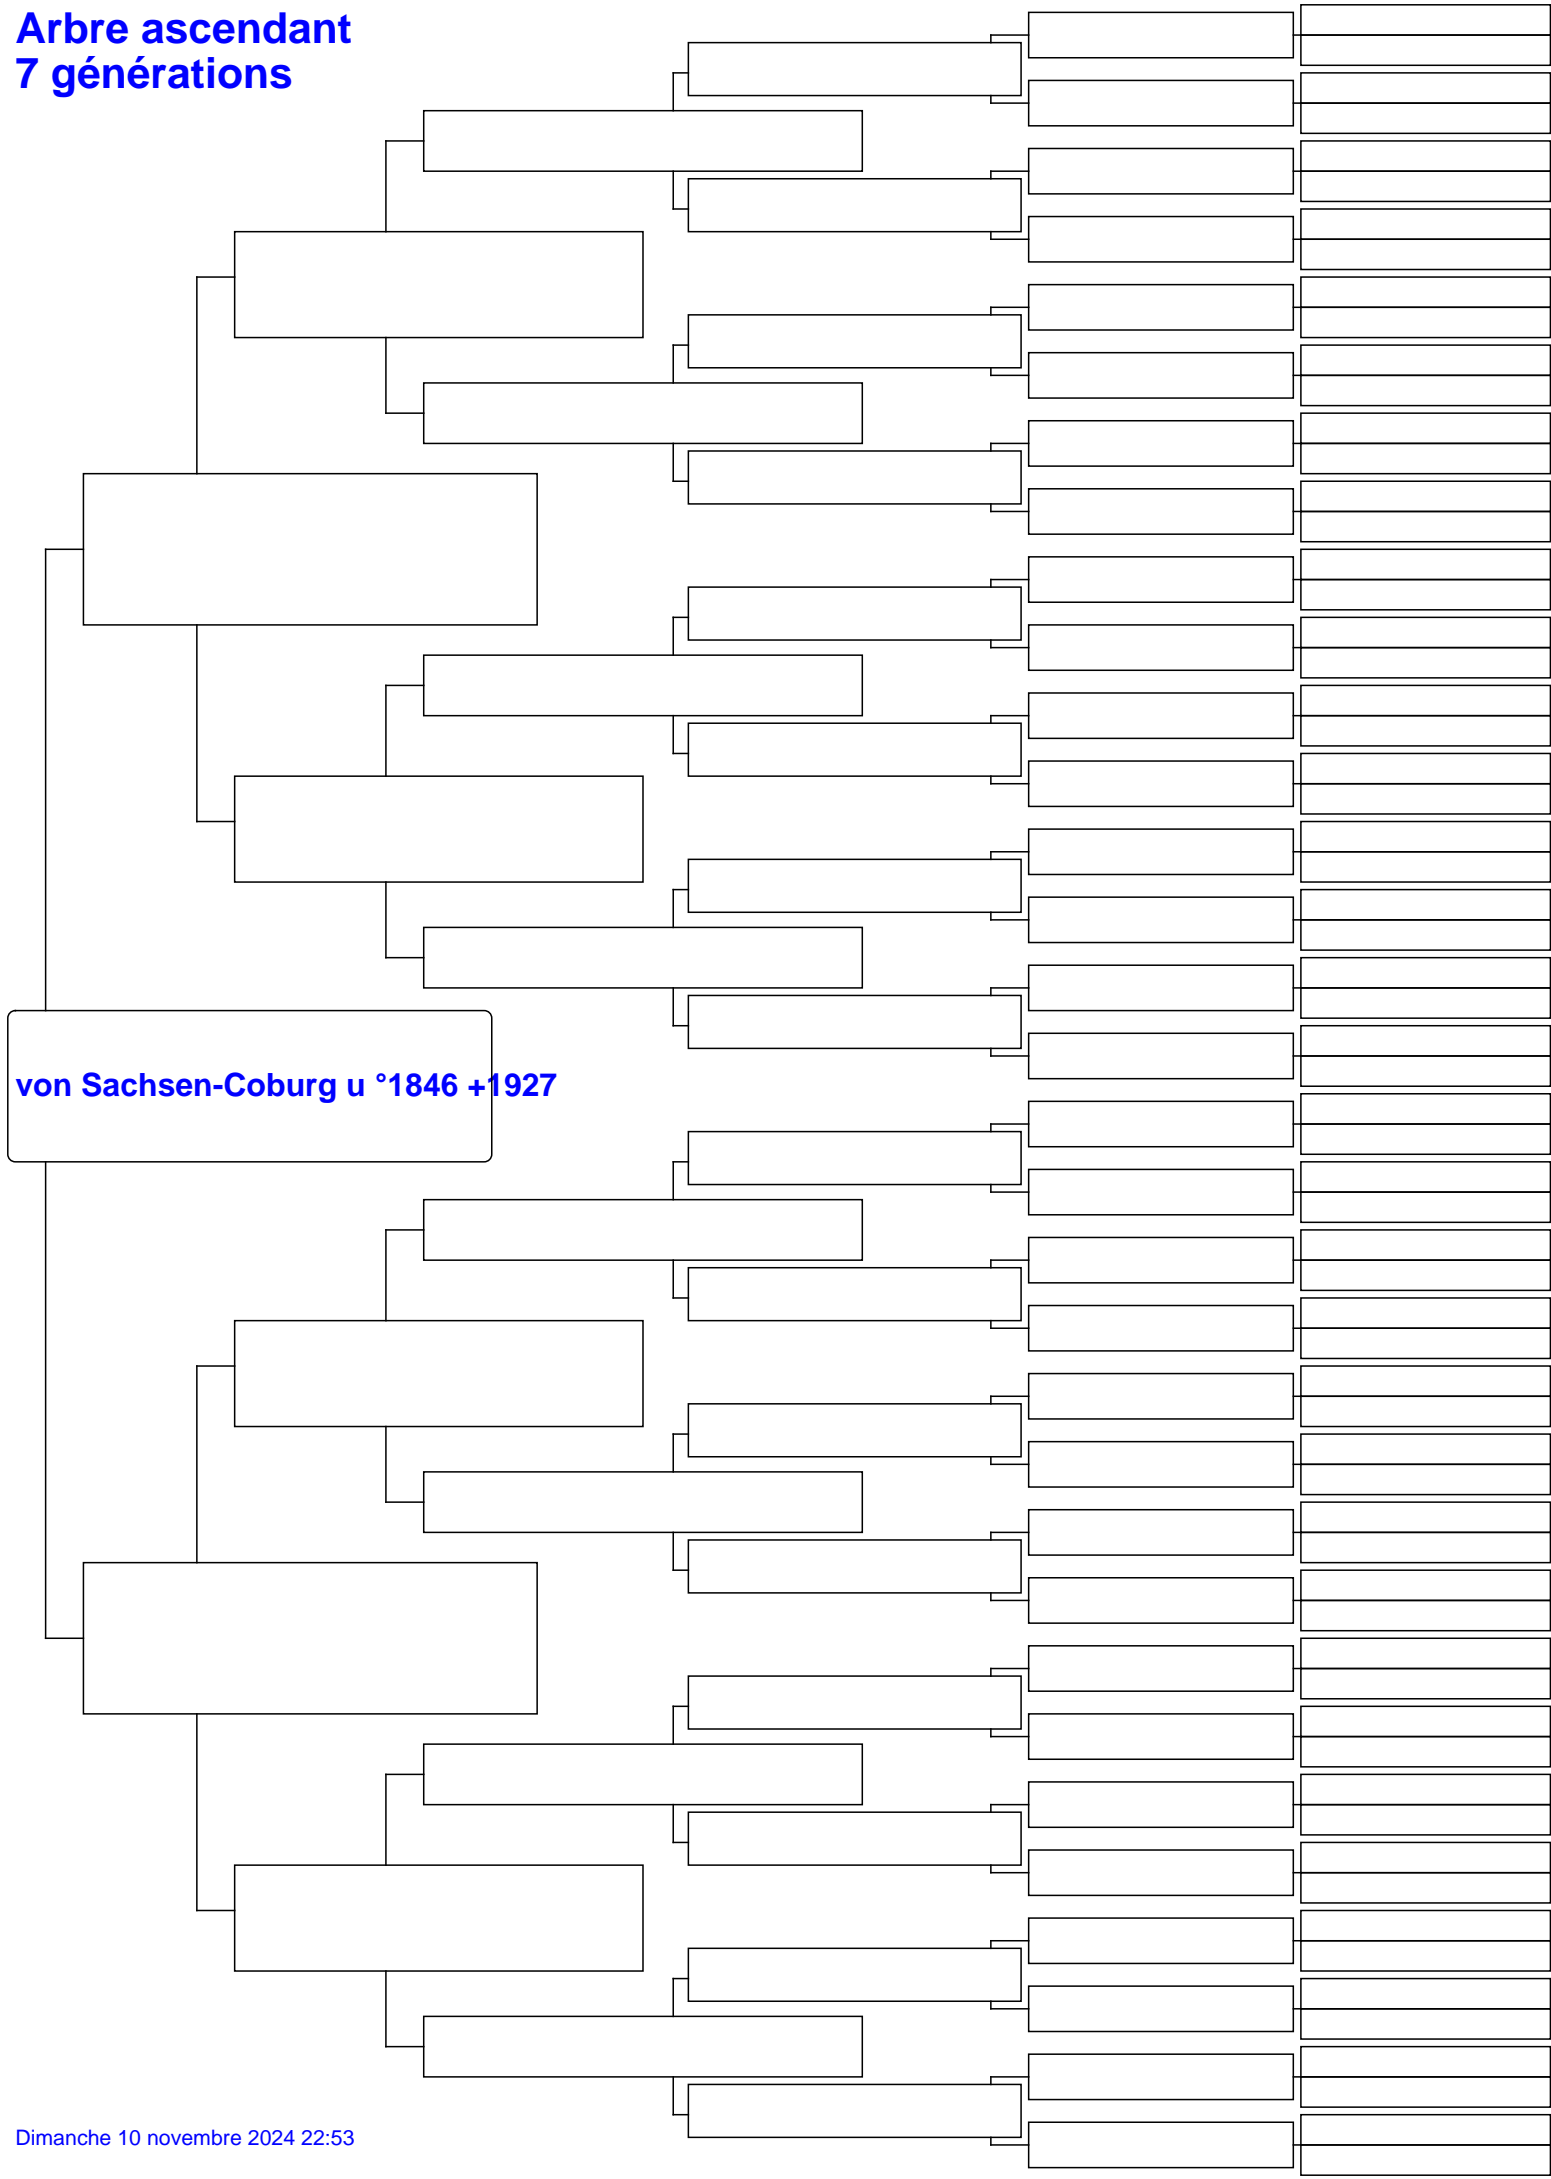 Arbre ascendant
7 générations
von Sachsen-Coburg u °1846 +1927
Dimanche 10 novembre 2024 22:53